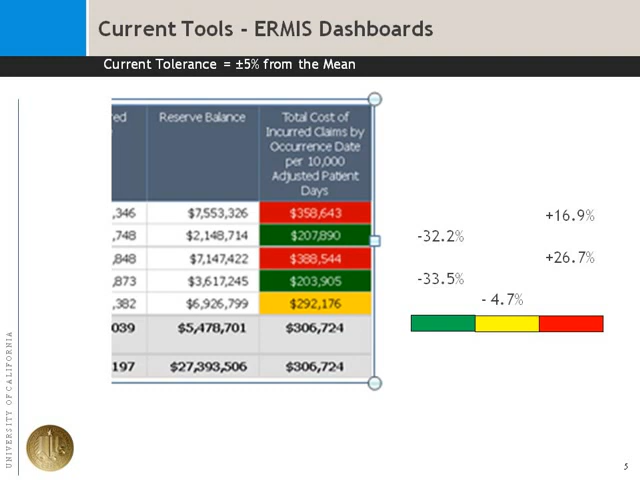 Current Tools - ERMIS Dashboards
Current Tolerance = ±5% from the Mean
red
Reserve Balance
Total Cost of
Incurred Claims by
Occurrence Date
per 10,000
Adjusted Patient
Days
,346 $7,553,326 $358,643
,748 $2,148,714 $207,890
,848 $7,147,422 $388,544
,873 $3,617,245 $203,905
,382 $6,926,799 $292,176
039 $5,478,701 $306,724
197 $27,393,506 $306,724
+16.9%
-32.2%
+26.7%
-33.5%
- 4.7%
UNIVERSITY OF CALIFORNIA
5